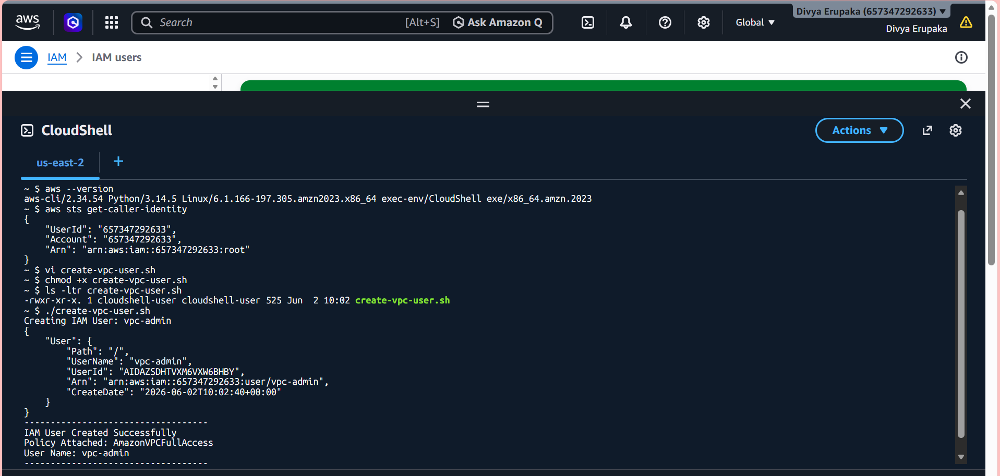 aws
Search [Alt+S] Ask Amazon Q
Global
Divya Erupaka (657347292633)
Divya Erupaka
IAM > IAM users
CloudShell
Actions
us-east-2 +
~ $ aws --version
aws-cli/2.34.54 Python/3.14.5 Linux/6.1.166-197.305.amzn2023.x86_64 exec-env/CloudShell exe/x86_64.amzn.2023
~ $ aws sts get-caller-identity
{
    "UserId": "657347292633",
    "Account": "657347292633",
    "Arn": "arn:aws:iam::657347292633:root"
}
~ $ vi create-vpc-user.sh
~ $ chmod +x create-vpc-user.sh
~ $ ls -ltr create-vpc-user.sh
-rwxr-xr-x. 1 cloudshell-user cloudshell-user 525 Jun  2 10:02 create-vpc-user.sh
~ $ ./create-vpc-user.sh
Creating IAM User: vpc-admin
{
    "User": {
        "Path": "/",
        "UserName": "vpc-admin",
        "UserId": "AIDAZSDHTVXM6VXW6BHBY",
        "Arn": "arn:aws:iam::657347292633:user/vpc-admin",
        "CreateDate": "2026-06-02T10:02:40+00:00"
    }
}
-----------------------------------
IAM User Created Successfully
Policy Attached: AmazonVPCFullAccess
User Name: vpc-admin
-----------------------------------